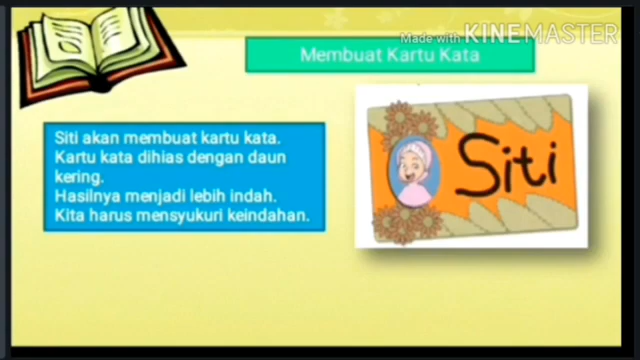 Made with KINEMASTER
Membuat Kartu Kata
Siti akan membuat kartu kata.
Kartu kata dihias dengan daun
kering.
Hasilnya menjadi lebih indah.
Kita harus mensyukuri keindahan.
Siti